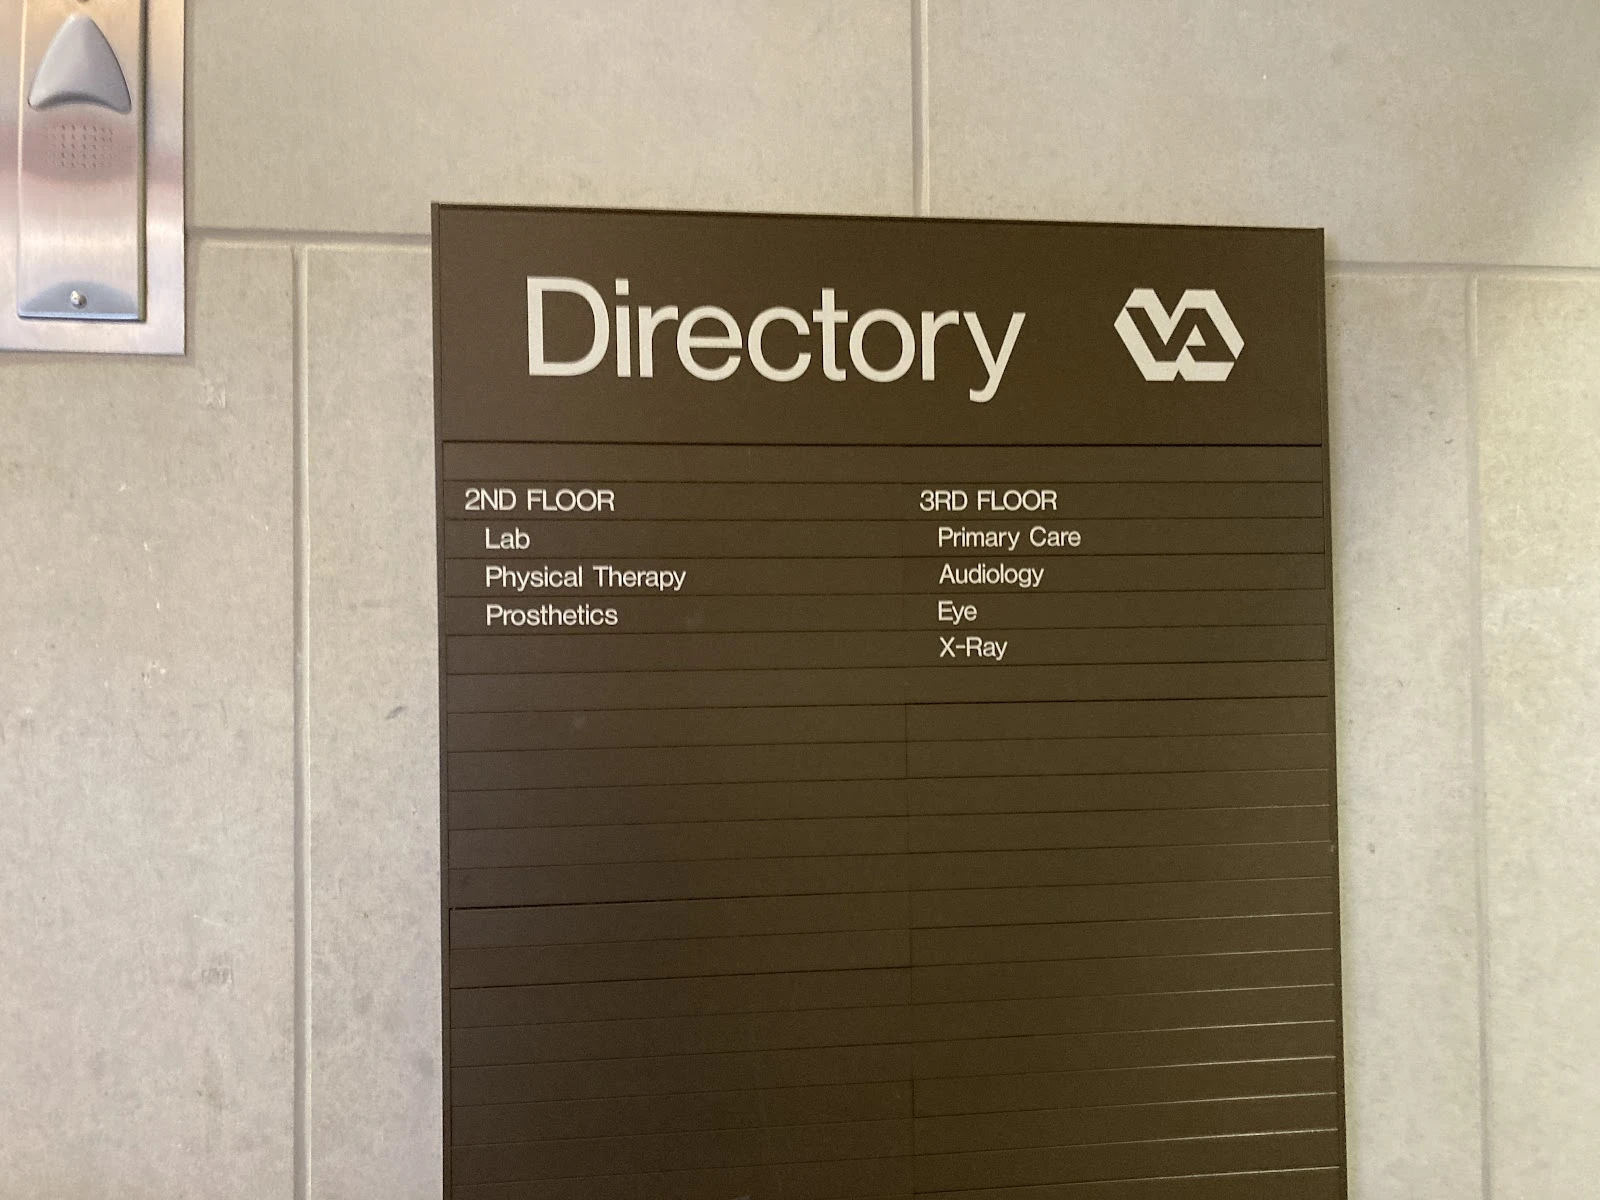 Directory VA
2ND FLOOR
Lab
Physical Therapy
Prosthetics
3RD FLOOR
Primary Care
Audiology
Eye
X-Ray